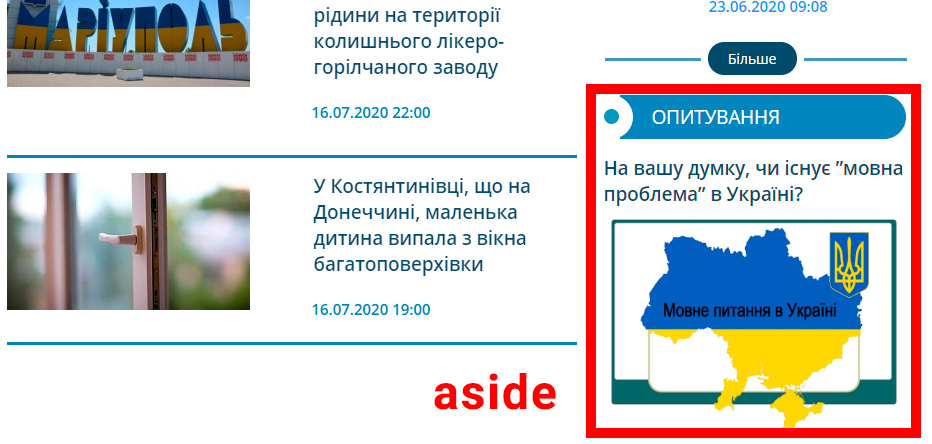 МАРІУПОЛЬ
рідини на території
колишнього лікеро-
горілчаного заводу
16.07.2020 22:00
У Костянтинівці, що на
Донеччині, маленька
дитина випала з вікна
багатоповерхівки
16.07.2020 19:00
aside
23.06.2020 09:08
Більше
ОПИТУВАННЯ
На вашу думку, чи існує ”мовна
проблема” в Україні?
Мовне питання в Україні